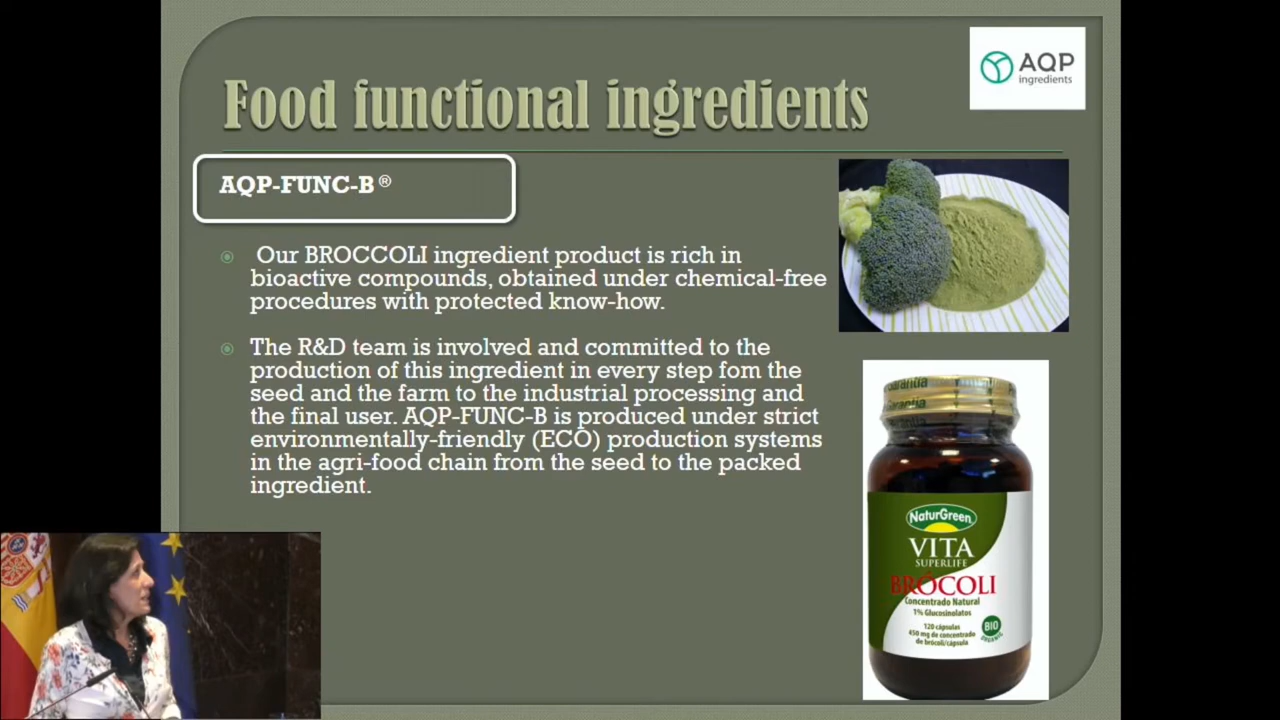 AQP
ingredients
Food functional ingredients
AQP-FUNC-B®
Our BROCCOLI ingredient product is rich in
bioactive compounds, obtained under chemical-free
procedures with protected know-how.
The R&D team is involved and committed to the
production of this ingredient in every step fom the
seed and the farm to the industrial processing and
the final user. AQP-FUNC-B is produced under strict
environmentally-friendly (ECO) production systems
in the agri-food chain from the seed to the packed
ingredient.
Garantía
NaturGreen
VITA
SUPERLIFE
BRÓCOLI
Concentrado Natural
1% Glucosinolatos
120 cápsulas
450 mg de concentrado
de brócoli/cápsula
BIO
ORGANIC